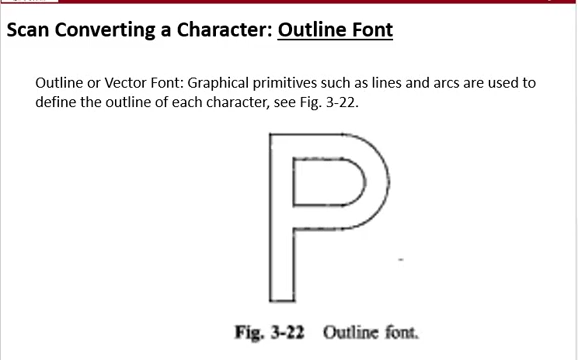 Scan Converting a Character: Outline Font
Outline or Vector Font: Graphical primitives such as lines and arcs are used to
define the outline of each character, see Fig. 3-22.
P
Fig. 3-22 Outline font.